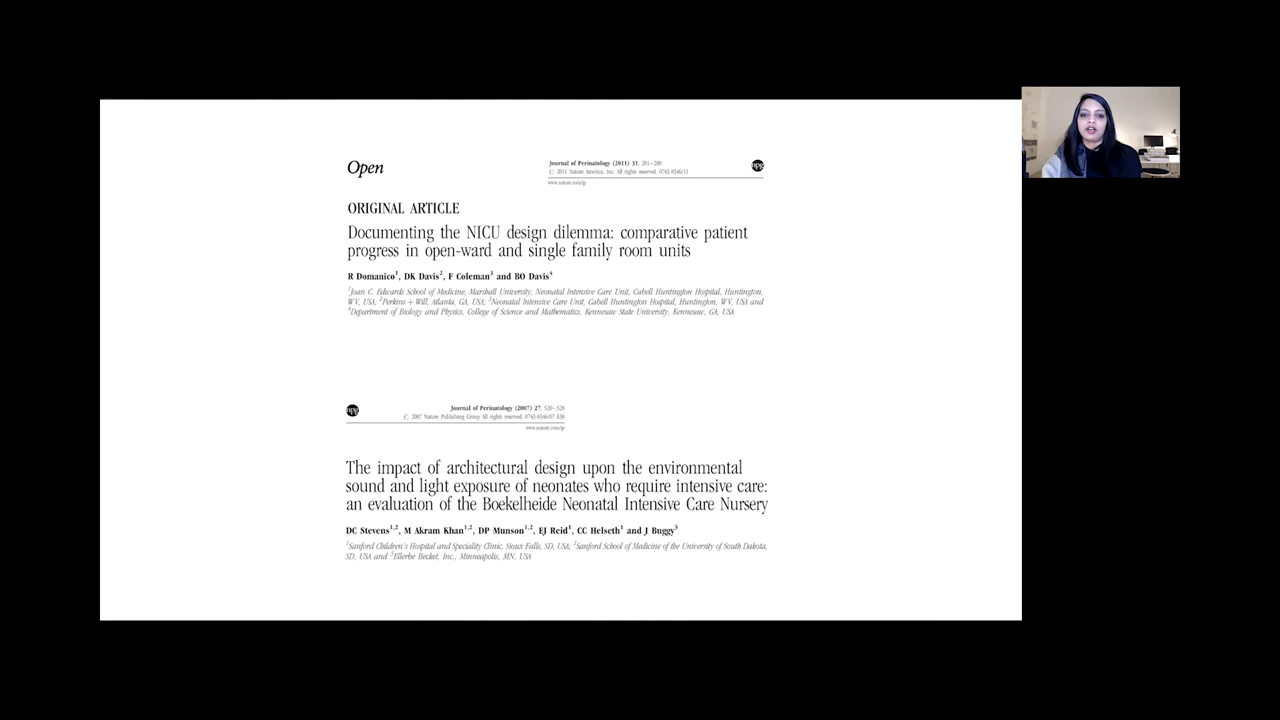 Open
Journal of Perinatology (2011) 31, 281–288
© 2011 Nature America, Inc. All rights reserved. 0743-8346/11
npg
www.nature.com/jp
ORIGINAL ARTICLE
Documenting the NICU design dilemma: comparative patient
progress in open-ward and single family room units
R Domanico1, DK Davis2, F Coleman3 and BO Davis4
1Joan C. Edwards School of Medicine, Marshall University, Neonatal Intensive Care Unit, Cabell Huntington Hospital, Huntington,
WV, USA; 2Perkins + Will, Atlanta, GA, USA; 3Neonatal Intensive Care Unit, Cabell Huntington Hospital, Huntington, WV, USA and
4Department of Biology and Physics, College of Science and Mathematics, Kennesaw State University, Kennesaw, GA, USA
npg
Journal of Perinatology (2007) 27, S20–S28
© 2007 Nature Publishing Group All rights reserved. 0743-8346/07 $30
www.nature.com/jp
The impact of architectural design upon the environmental
sound and light exposure of neonates who require intensive care:
an evaluation of the Boekelheide Neonatal Intensive Care Nursery
DC Stevens1,2, M Akram Khan1,2, DP Munson1,2, EJ Reid1, CC Helseth1 and J Buggy3
1Sanford Children's Hospital and Speciality Clinic, Sioux Falls, SD, USA; 2Sanford School of Medicine of the University of South Dakota,
SD, USA and 3Ellerbe Becket, Inc., Minneapolis, MN, USA